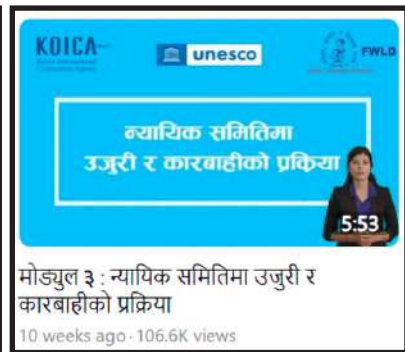 KOICA
unesco
FWLD
न्यायिक समितिमा
उजुरी र कारबाहीको प्रकिया
5:53
मोड्युल ३ : न्यायिक समितिमा उजुरी र
कारबाहीको प्रक्रिया
10 weeks ago · 106.6K views